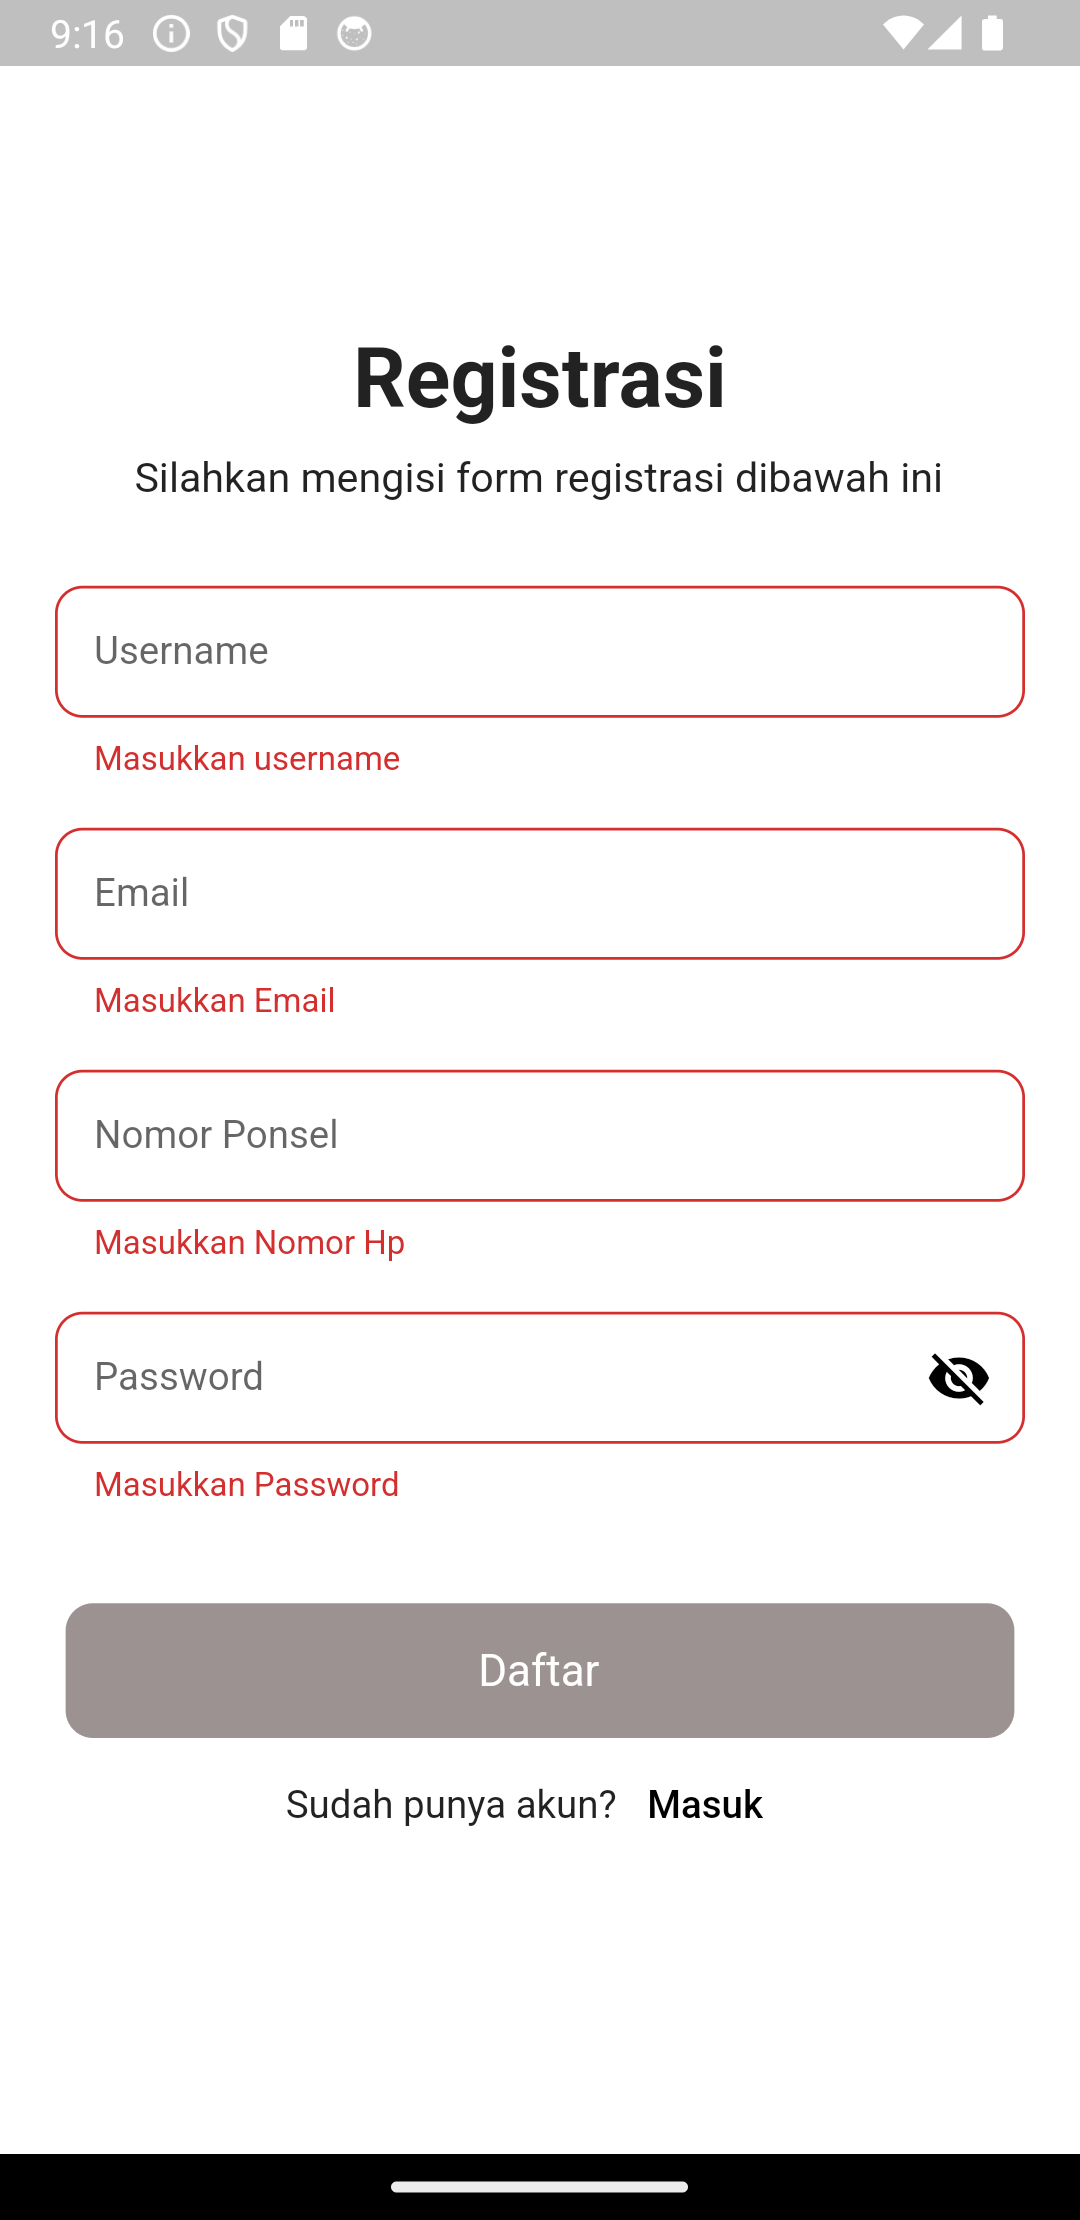 9:16
Registrasi
Silahkan mengisi form registrasi dibawah ini
Username
Masukkan username
Email
Masukkan Email
Nomor Ponsel
Masukkan Nomor Hp
Password
Masukkan Password
Daftar
Sudah punya akun? Masuk